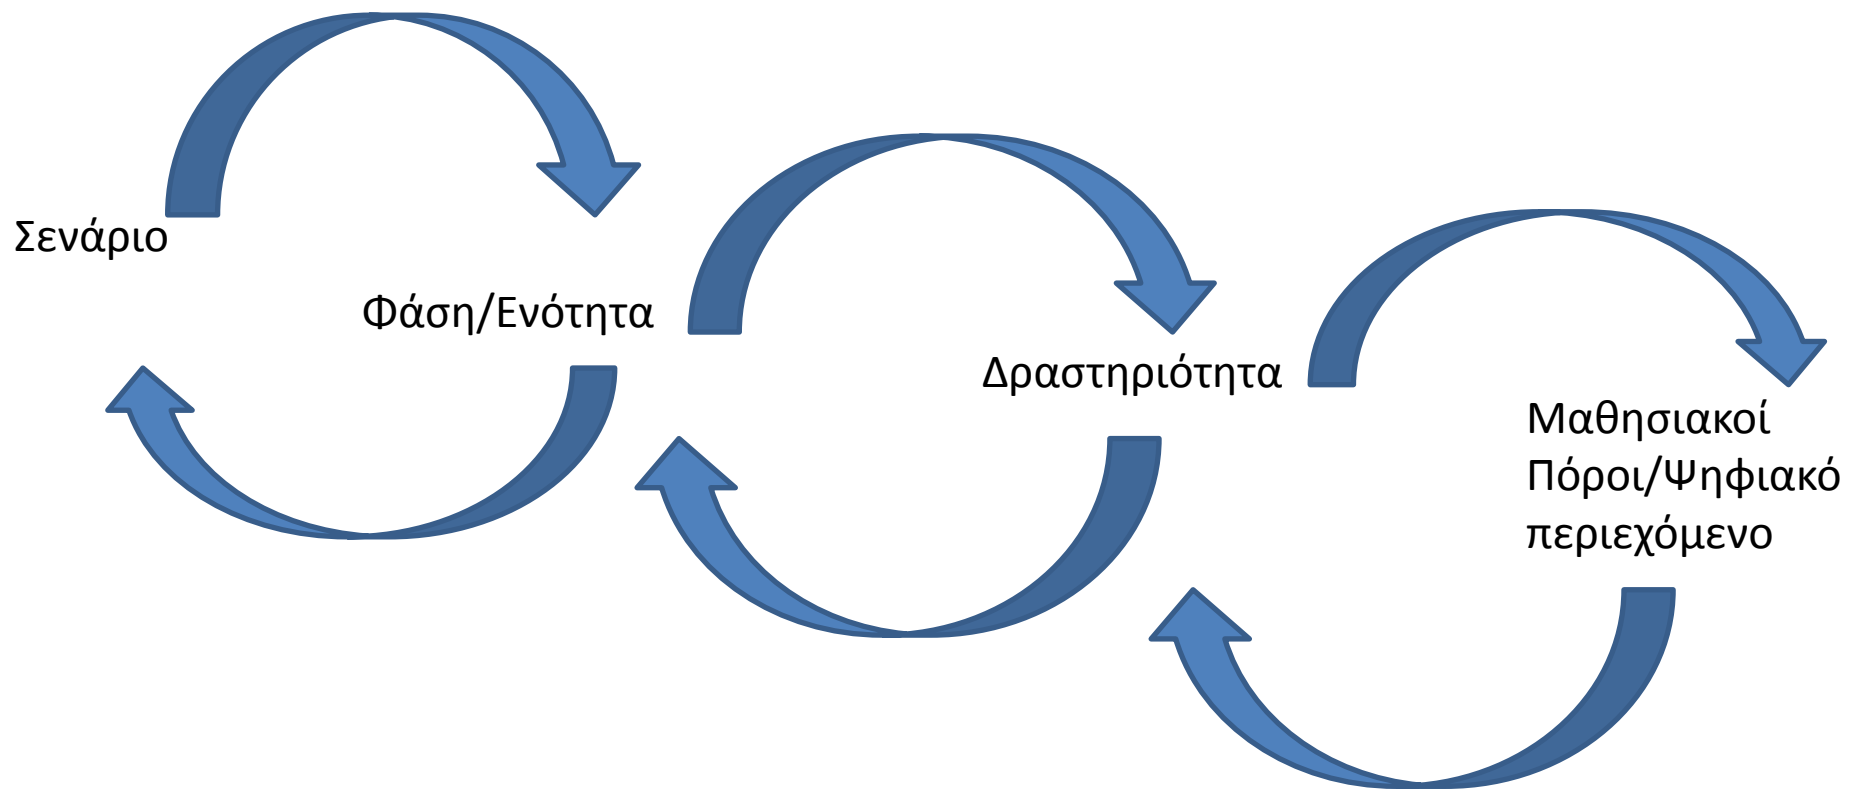 Σενάριο
Φάση/Ενότητα
Δραστηριότητα
Μαθησιακοί
Πόροι/Ψηφιακό
περιεχόμενο